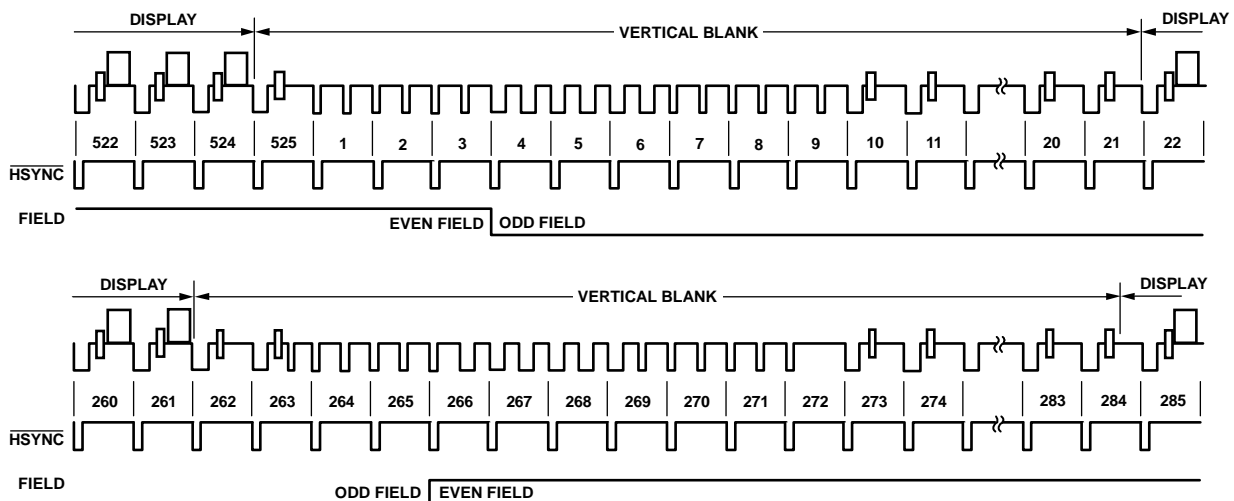 DISPLAY VERTICAL BLANK DISPLAY
522 523 524 525 1 2 3 4 5 6 7 8 9 10 11 20 21 22
HSYNC
FIELD EVEN FIELD ODD FIELD
DISPLAY VERTICAL BLANK DISPLAY
260 261 262 263 264 265 266 267 268 269 270 271 272 273 274 283 284 285
HSYNC
FIELD ODD FIELD EVEN FIELD